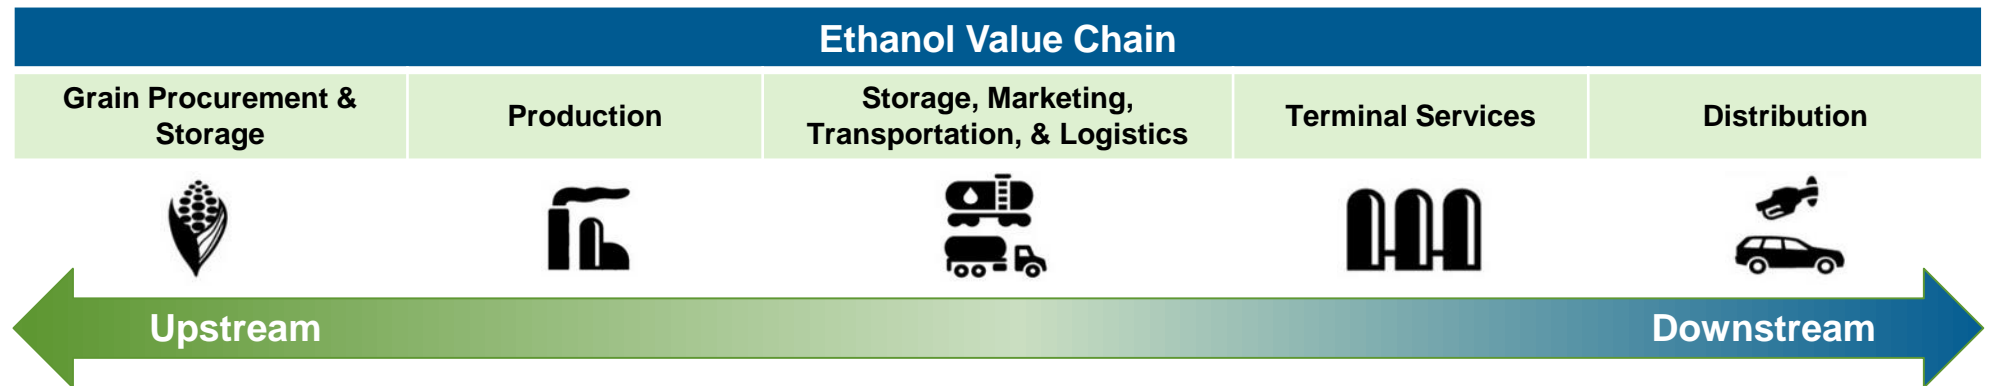 Ethanol Value Chain
Grain Procurement &
Storage
Production
Storage, Marketing,
Transportation, & Logistics
Terminal Services
Distribution
Upstream
Downstream